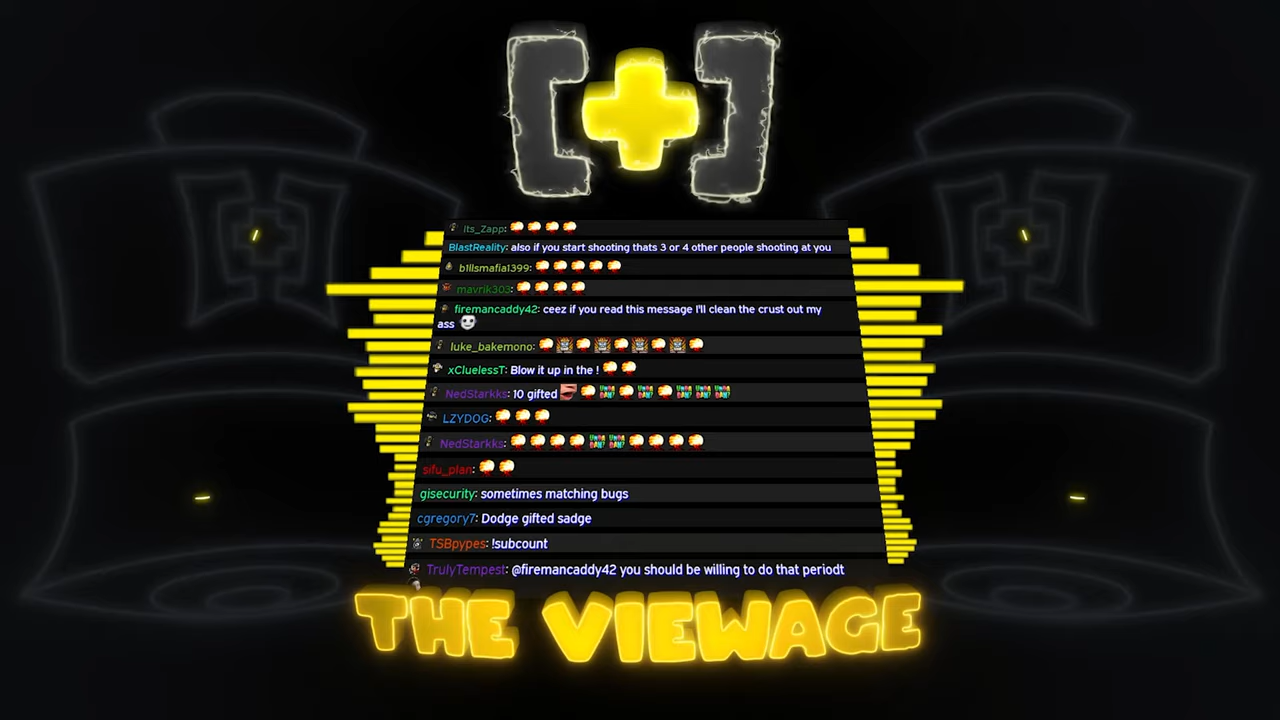 its_Zapp:
BlastReality: also if you start shooting thats 3 or 4 other people shooting at you
b1llsmafia1399:
mavrik303:
firemancaddy42: ceez if you read this message I'll clean the crust out my
ass
luke_bakemono:
xCluelessT: Blow it up in the !
NedStarkks: 10 gifted
LZYDOG:
NedStarkks:
sifu_plan:
gisecurity: sometimes matching bugs
cgregory7: Dodge gifted sadge
TSBpypes: !subcount
TrulyTempest: @firemancaddy42 you should be willing to do that periodt
THE VIEWAGE